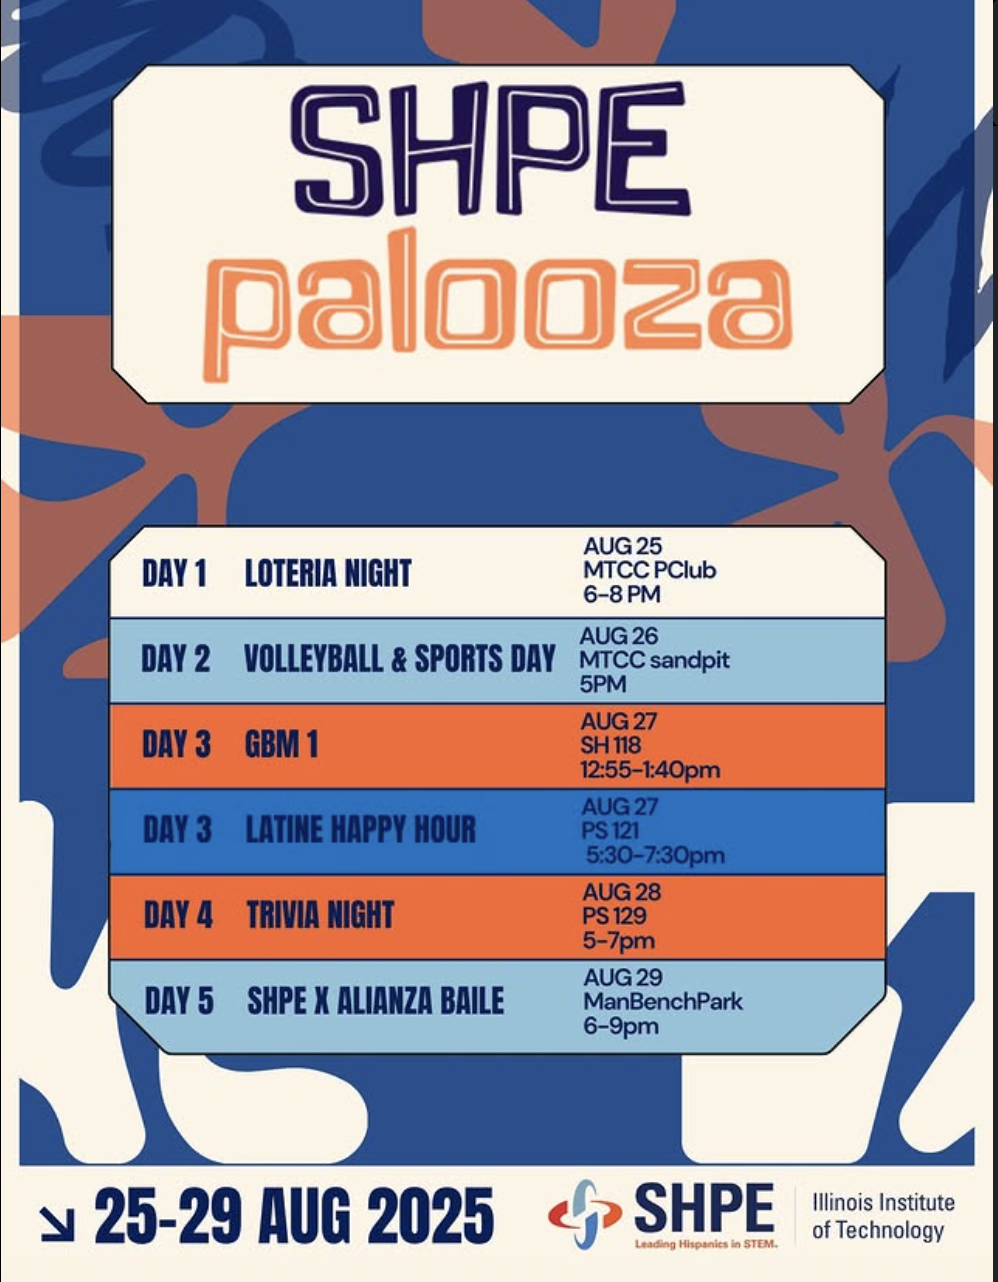 SHPE
palooza
DAY 1 LOTERIA NIGHT
AUG 25
MTCC PClub
6-8 PM
DAY 2 VOLLEYBALL & SPORTS DAY
AUG 26
MTCC sandpit
5PM
DAY 3 GBM 1
AUG 27
SH 118
12:55-1:40pm
DAY 3 LATINE HAPPY HOUR
AUG 27
PS 121
5:30-7:30pm
DAY 4 TRIVIA NIGHT
AUG 28
PS 129
5-7pm
DAY 5 SHPE X ALIANZA BAILE
AUG 29
ManBenchPark
6-9pm
25-29 AUG 2025
SHPE
Leading Hispanics in STEM.
Illinois Institute
of Technology